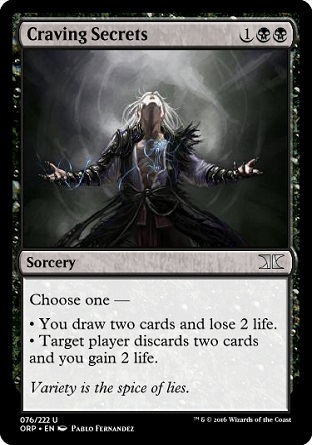 Craving Secrets 1
Sorcery
Choose one —
• You draw two cards and lose 2 life.
• Target player discards two cards
and you gain 2 life.
Variety is the spice of lies.
076/222 U
ORP • EN Pablo Fernandez
™ & © 2016 Wizards of the Coast